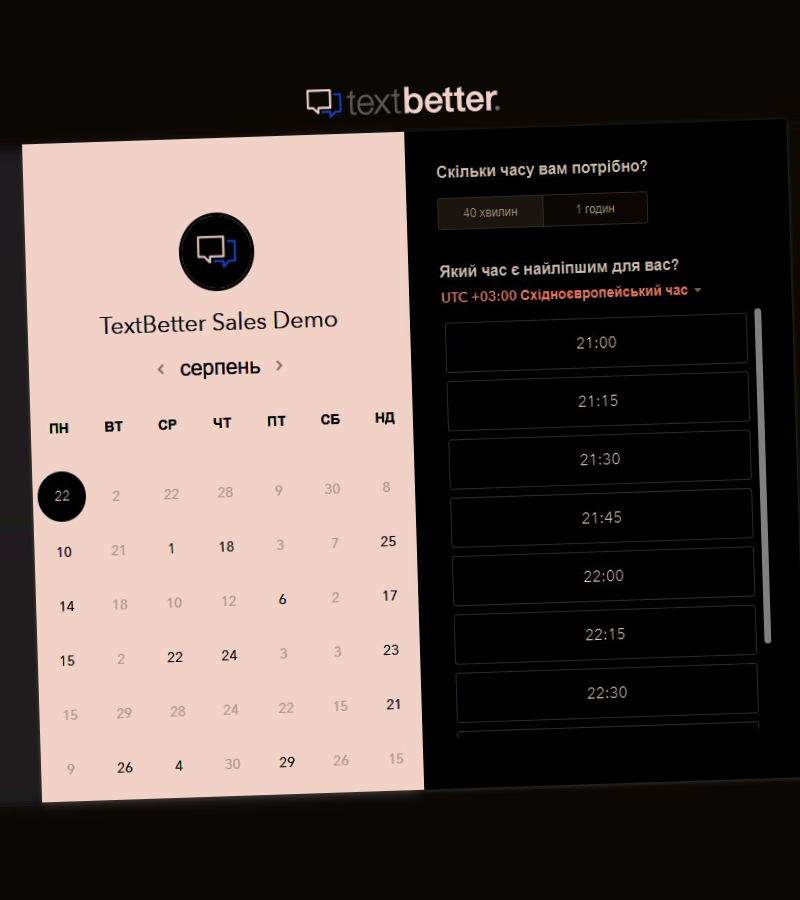 textbetter.
TextBetter Sales Demo
серпень
ПН ВТ СР ЧТ ПТ СБ НД
22 2 22 28 9 30 8
10 21 1 18 3 7 25
14 18 10 12 6 2 17
15 2 22 24 3 3 23
15 29 28 24 22 15 21
9 26 4 30 29 26 15
Скільки часу вам потрібно?
40 хвилин 1 годин
Який час є найліпшим для вас?
UTC +03:00 Східноєвропейський час
21:00
21:15
21:30
21:45
22:00
22:15
22:30